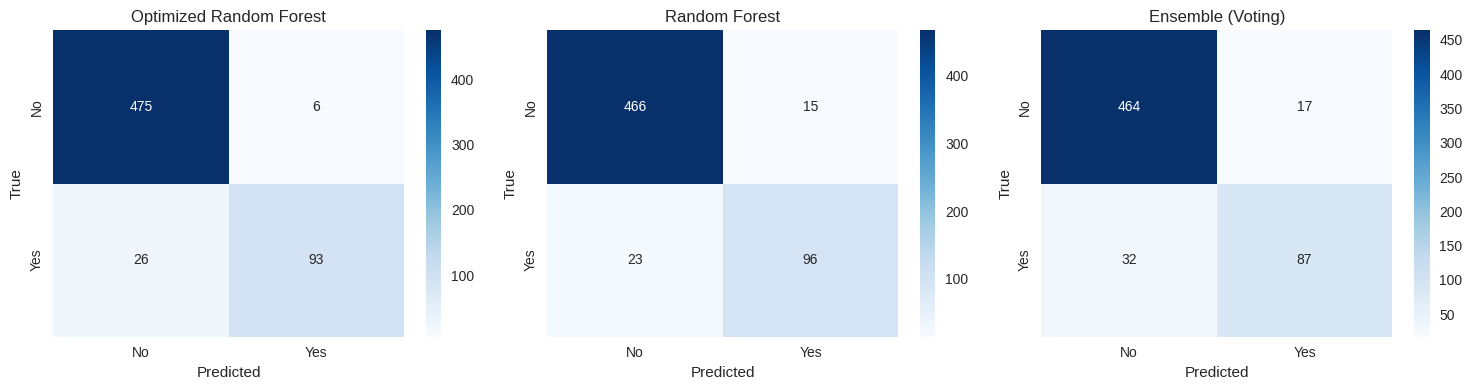 Optimized Random Forest
No
475
6
Yes
26
93
True
No
Yes
Predicted
400
300
200
100
Random Forest
No
466
15
Yes
23
96
True
No
Yes
Predicted
400
300
200
100
Ensemble (Voting)
No
464
17
Yes
32
87
True
No
Yes
Predicted
450
400
350
300
250
200
150
100
50